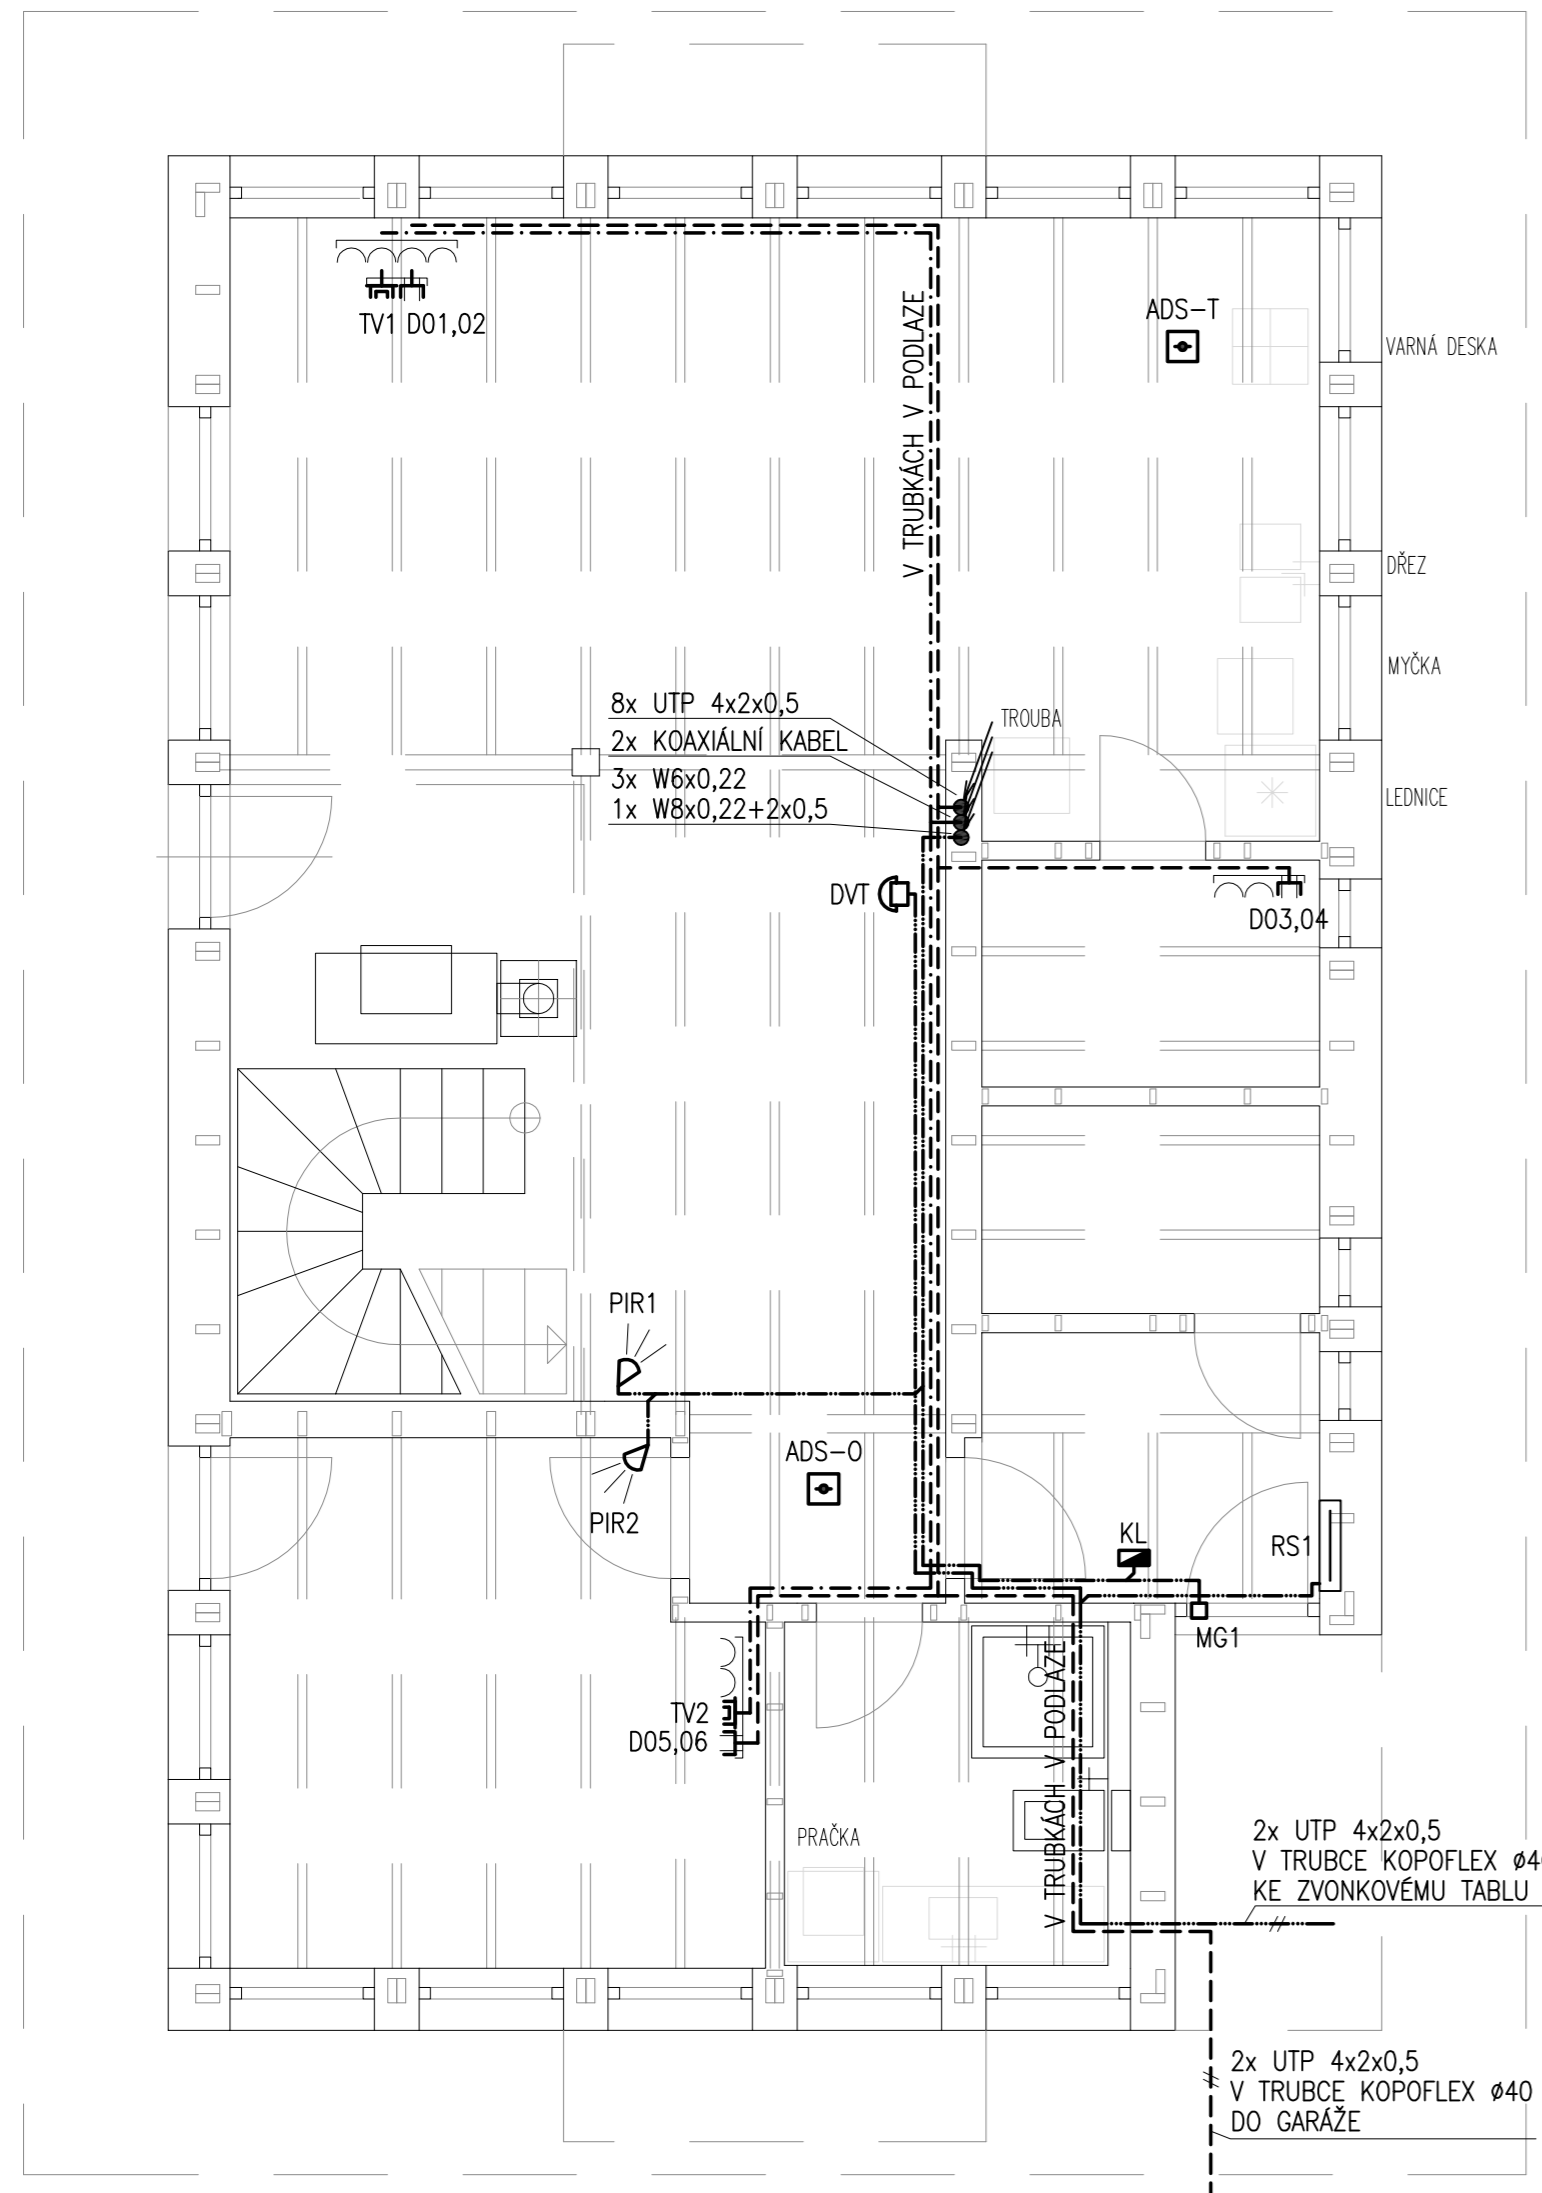 TV1 D01,02
V TRUBKÁCH V PODLAZE
ADS-T
VARNÁ DESKA
DŘEZ
MYČKA
8x UTP 4x2x0,5
2x KOAXIÁLNÍ KABEL
3x W6x0,22
1x W8x0,22+2x0,5
TROUBA
LEDNICE
DVT
D03,04
PIR1
ADS-O
PIR2
KL
RS1
MG1
V TRUBKÁCH V PODLAZE
TV2
D05,06
PRAČKA
2x UTP 4x2x0,5
V TRUBCE KOPOFLEX ø4
KE ZVONKOVÉMU TABLU
2x UTP 4x2x0,5
V TRUBCE KOPOFLEX ø40
DO GARÁŽE